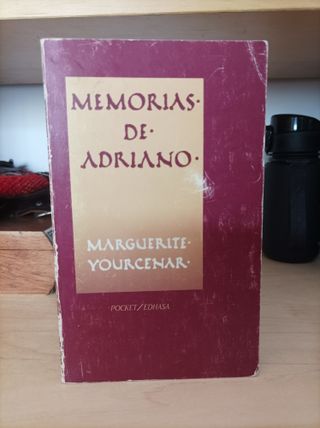 MEMORIAS·
DE·
ADRIANO·
MARGUERITE·
YOURCENAR·
POCKET/EDHASA